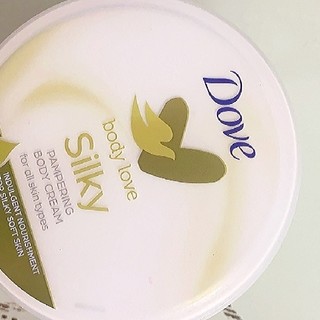 Dove
body love
Silky
PAMPERING
BODY CREAM
for all skin types
INDULGENT NOURISHMENT
FOR SILKY SOFT SKIN